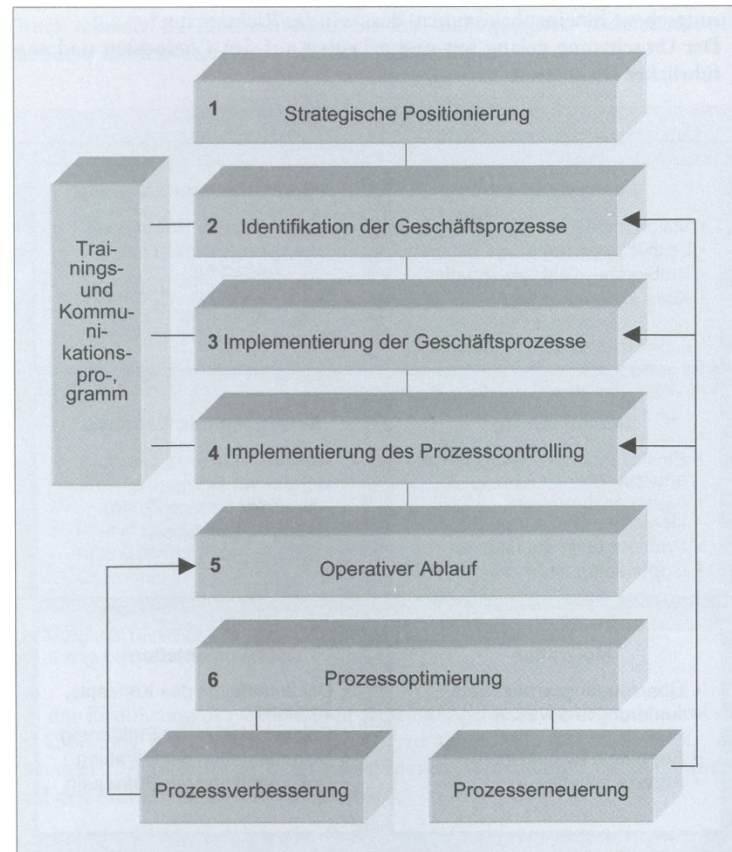 1 Strategische Positionierung
2 Identifikation der Geschäftsprozesse
Trai-
nings-
und
Kommu-
ni-
kations-
pro-,
gramm
3 Implementierung der Geschäftsprozesse
4 Implementierung des Prozesscontrolling
5 Operativer Ablauf
6 Prozessoptimierung
Prozessverbesserung
Prozesserneuerung